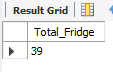 Result Grid
Total_Fridge
39